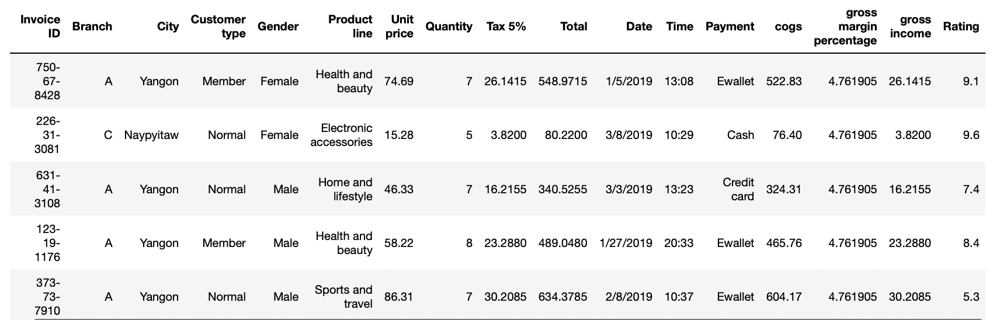 Invoice ID Branch City Customer type Gender Product line Unit price Quantity Tax 5% Total Date Time Payment cogs gross margin percentage gross income Rating
750-67-8428 A Yangon Member Female Health and beauty 74.69 7 26.1415 548.9715 1/5/2019 13:08 Ewallet 522.83 4.761905 26.1415 9.1
226-31-3081 C Naypyitaw Normal Female Electronic accessories 15.28 5 3.8200 80.2200 3/8/2019 10:29 Cash 76.40 4.761905 3.8200 9.6
631-41-3108 A Yangon Normal Male Home and lifestyle 46.33 7 16.2155 340.5255 3/3/2019 13:23 Credit card 324.31 4.761905 16.2155 7.4
123-19-1176 A Yangon Member Male Health and beauty 58.22 8 23.2880 489.0480 1/27/2019 20:33 Ewallet 465.76 4.761905 23.2880 8.4
373-73-7910 A Yangon Normal Male Sports and travel 86.31 7 30.2085 634.3785 2/8/2019 10:37 Ewallet 604.17 4.761905 30.2085 5.3